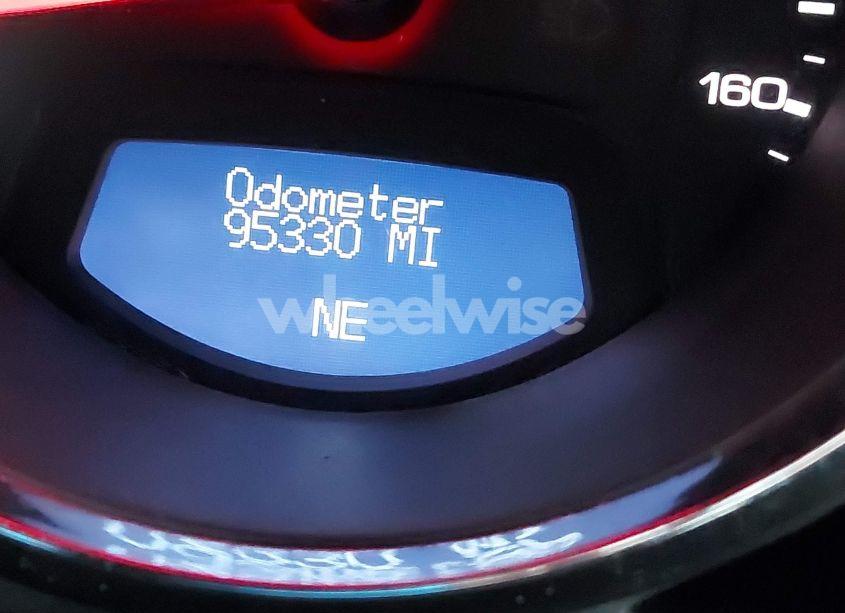 160
Odometer
95330 MI
NE
wheelwise